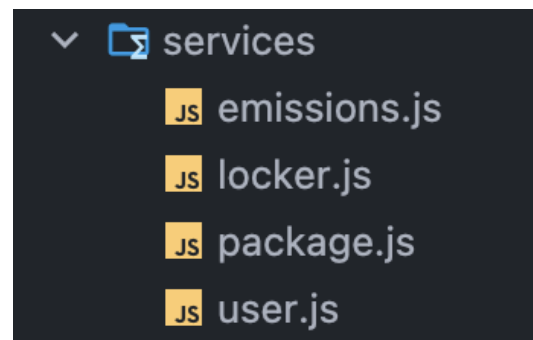 services
JS emissions.js
JS locker.js
JS package.js
JS user.js